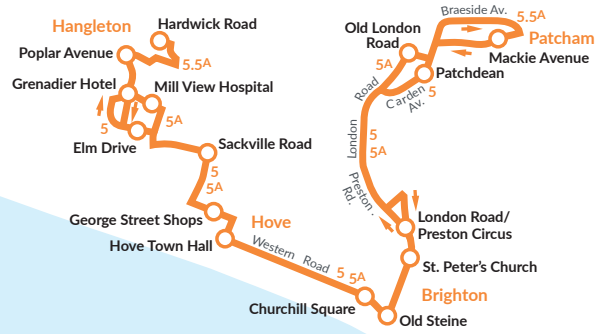 Hangleton
Hardwick Road
Poplar Avenue
5.5A
Grenadier Hotel
Mill View Hospital
5
5A
Elm Drive
Sackville Road
5
5A
George Street Shops
Hove
Hove Town Hall
Western Road
5 5A
Churchill Square
Old Steine
Brighton
St. Peter's Church
London Road/
Preston Circus
Preston .
Rd.
5
5A
London
Road
Carden
Av.
5
5A
Old London
Road
Patchdean
Braeside Av.
5.5A
Patcham
Mackie Avenue